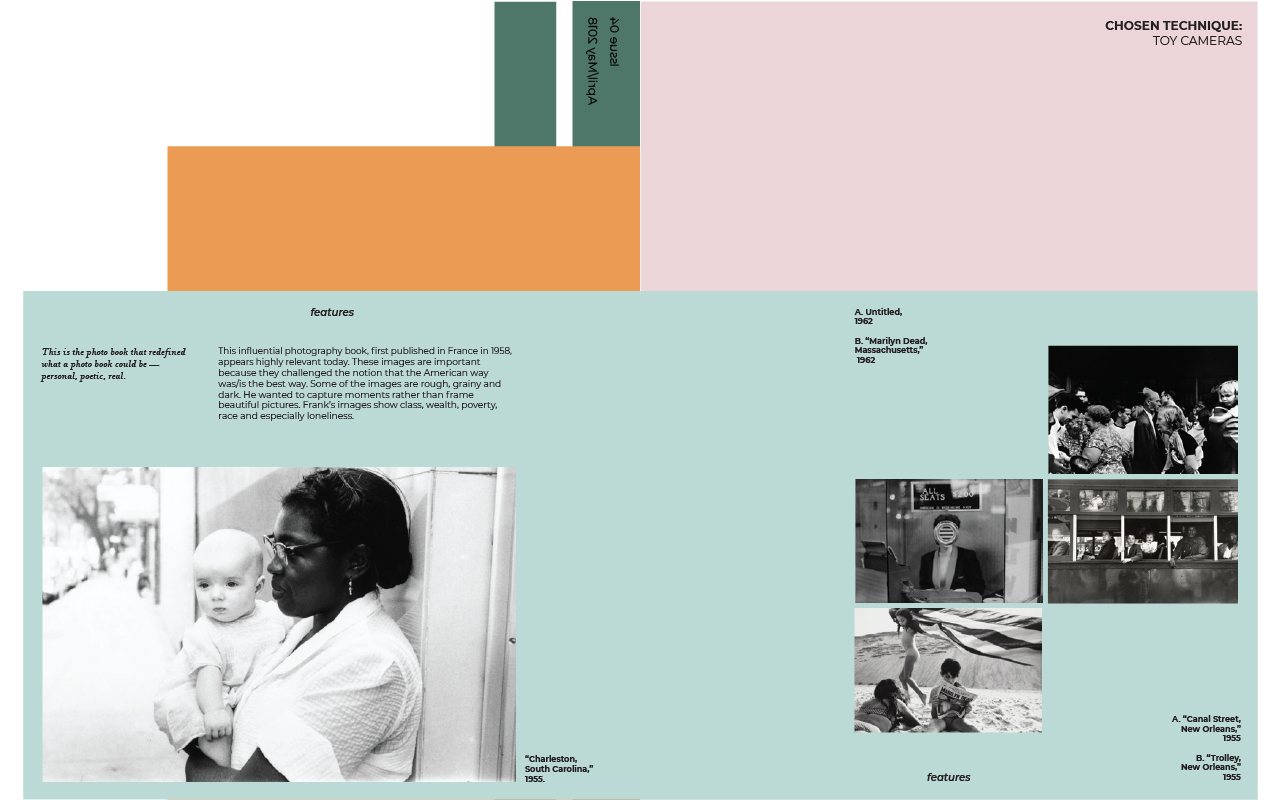 Issue 04
April/May 2018
CHOSEN TECHNIQUE:
TOY CAMERAS
features
This is the photo book that redefined
what a photo book could be —
personal, poetic, real.
This influential photography book, first published in France in 1958,
appears highly relevant today. These images are important
because they challenged the notion that the American way
was/is the best way. Some of the images are rough, grainy and
dark. He wanted to capture moments rather than frame
beautiful pictures. Frank's images show class, wealth, poverty,
race and especially loneliness.
"Charleston,
South Carolina,"
1955.
A. Untitled,
1962
B. "Marilyn Dead,
Massachusetts,"
1962
ALL
SEATS
A. "Canal Street,
New Orleans,"
1955
B. "Trolley,
New Orleans,"
1955
features